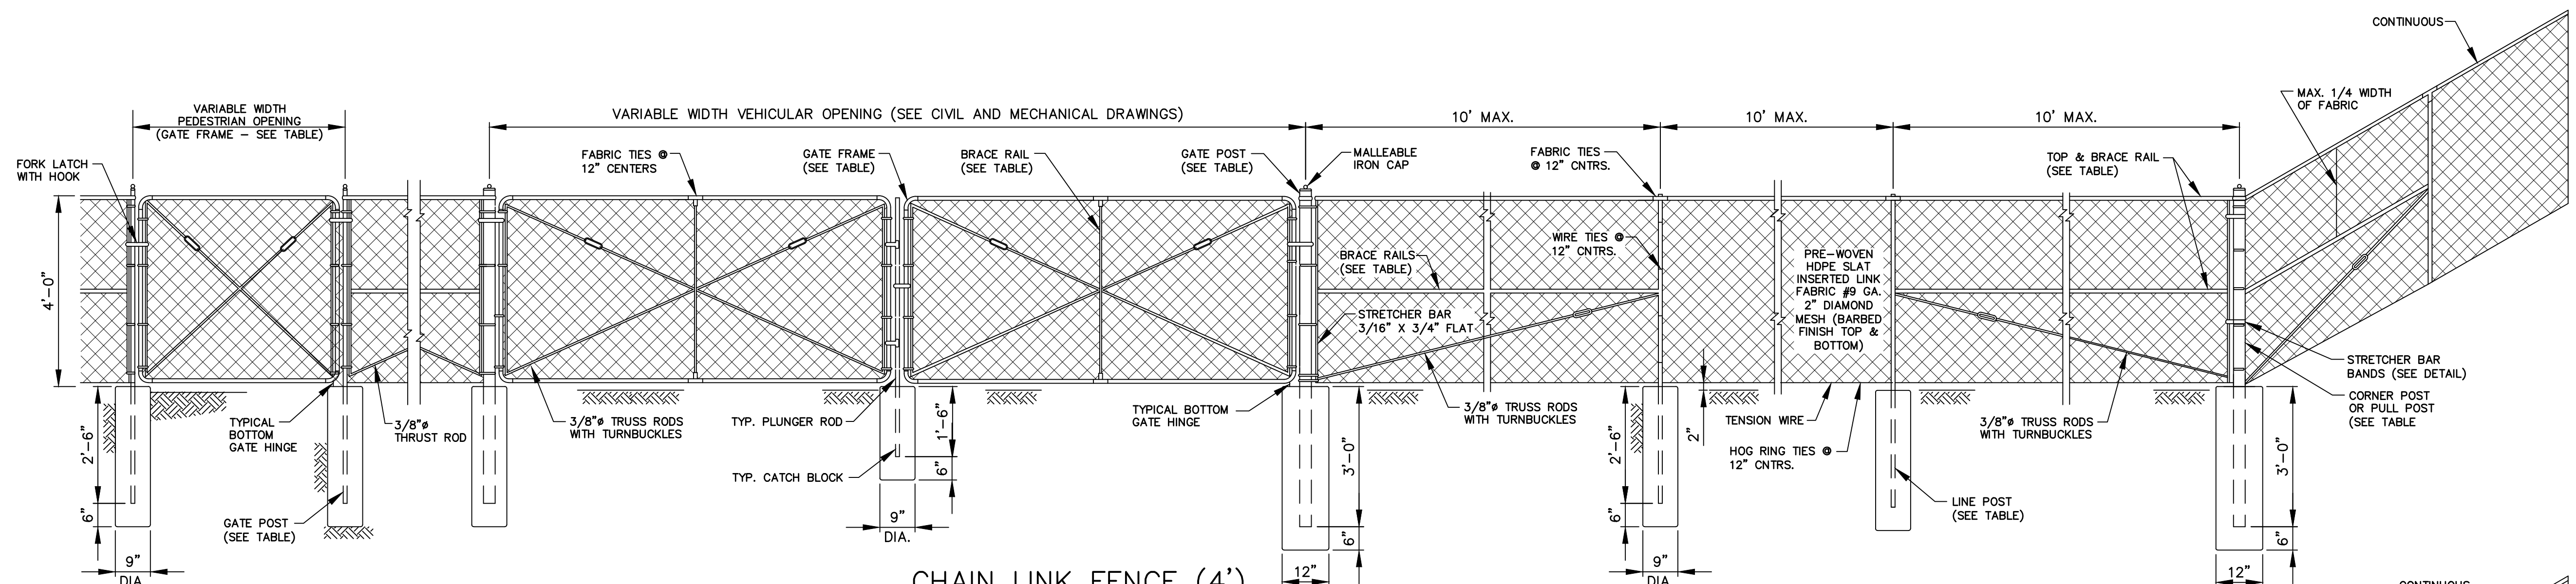 CONTINUOUS
VARIABLE WIDTH
PEDESTRIAN OPENING
(GATE FRAME – SEE TABLE)
VARIABLE WIDTH VEHICULAR OPENING (SEE CIVIL AND MECHANICAL DRAWINGS)
10' MAX.
10' MAX.
10' MAX.
MAX. 1/4 WIDTH
OF FABRIC
FORK LATCH
WITH HOOK
FABRIC TIES @
12" CENTERS
GATE FRAME
(SEE TABLE)
BRACE RAIL
(SEE TABLE)
GATE POST
(SEE TABLE)
MALLEABLE
IRON CAP
FABRIC TIES
@ 12" CNTRS.
TOP & BRACE RAIL
(SEE TABLE)
4'-0"
BRACE RAILS
(SEE TABLE)
WIRE TIES @
12" CNTRS.
PRE-WOVEN
HDPE SLAT
INSERTED LINK
FABRIC #9 GA.
2" DIAMOND
MESH (BARBED
FINISH TOP &
BOTTOM)
STRETCHER BAR
3/16" X 3/4" FLAT
STRETCHER BAR
BANDS (SEE DETAIL)
CORNER POST
OR PULL POST
(SEE TABLE
TYPICAL
BOTTOM
GATE HINGE
3/8"ø
THRUST ROD
3/8"ø TRUSS RODS
WITH TURNBUCKLES
TYP. PLUNGER ROD
TYP. CATCH BLOCK
TYPICAL BOTTOM
GATE HINGE
3/8"ø TRUSS RODS
WITH TURNBUCKLES
TENSION WIRE
HOG RING TIES @
12" CNTRS.
3/8"ø TRUSS RODS
WITH TURNBUCKLES
LINE POST
(SEE TABLE)
GATE POST
(SEE TABLE)
2'-6"
6"
1'-6"
6"
3'-0"
6"
2'-6"
6"
2"
3'-0"
6"
9"
DIA.
9"
DIA.
12"
9"
DIA.
12"
CHAIN LINK FENCE (4')
CONTINUOUS